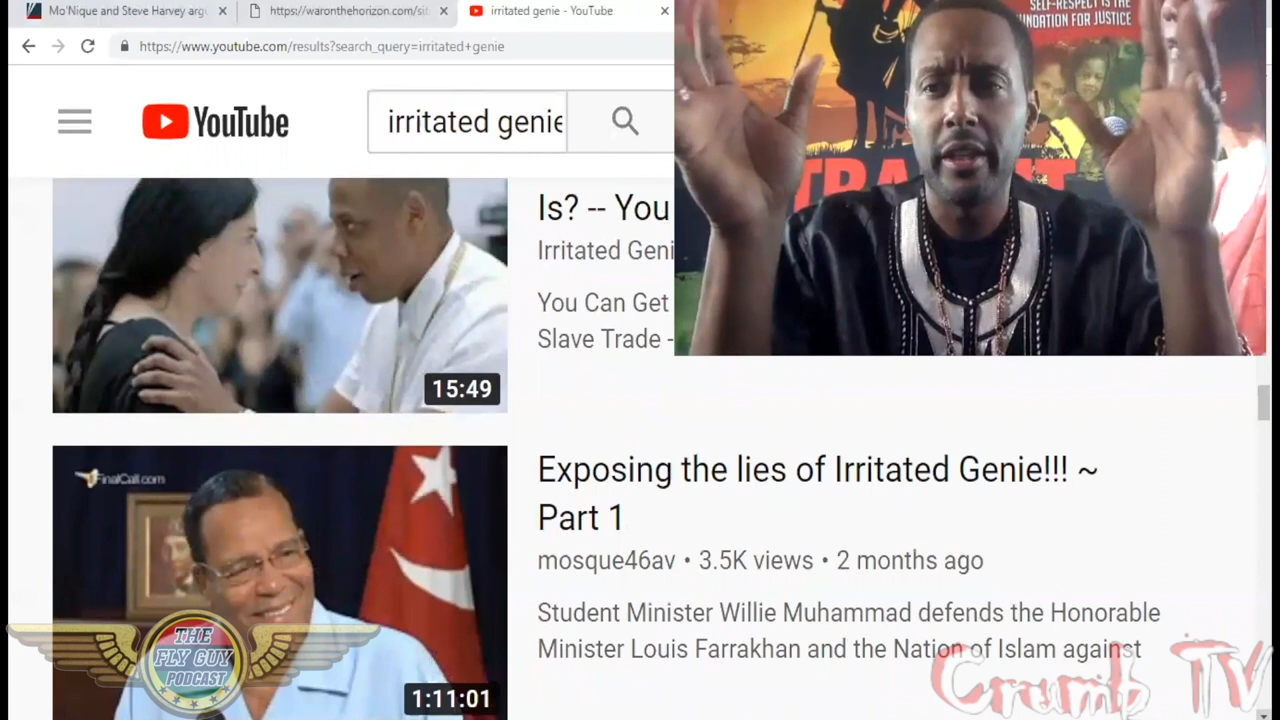 Mo'Nique and Steve Harvey arg
https://waronthehorizon.com/sit
irritated genie - YouTube
https://www.youtube.com/results?search_query=irritated+genie
YouTube
irritated genie
SELF-RESPECT IS THE
UNDATION FOR JUSTICE
Is? -- You
Irritated Geni
You Can Get
Slave Trade -
15:49
FinalCall.com
Exposing the lies of Irritated Genie!!! ~
Part 1
mosque46av • 3.5K views • 2 months ago
Student Minister Willie Muhammad defends the Honorable
Minister Louis Farrakhan and the Nation of Islam against
1:11:01
THE
FLY GUY
PODCAST
Crumb TV